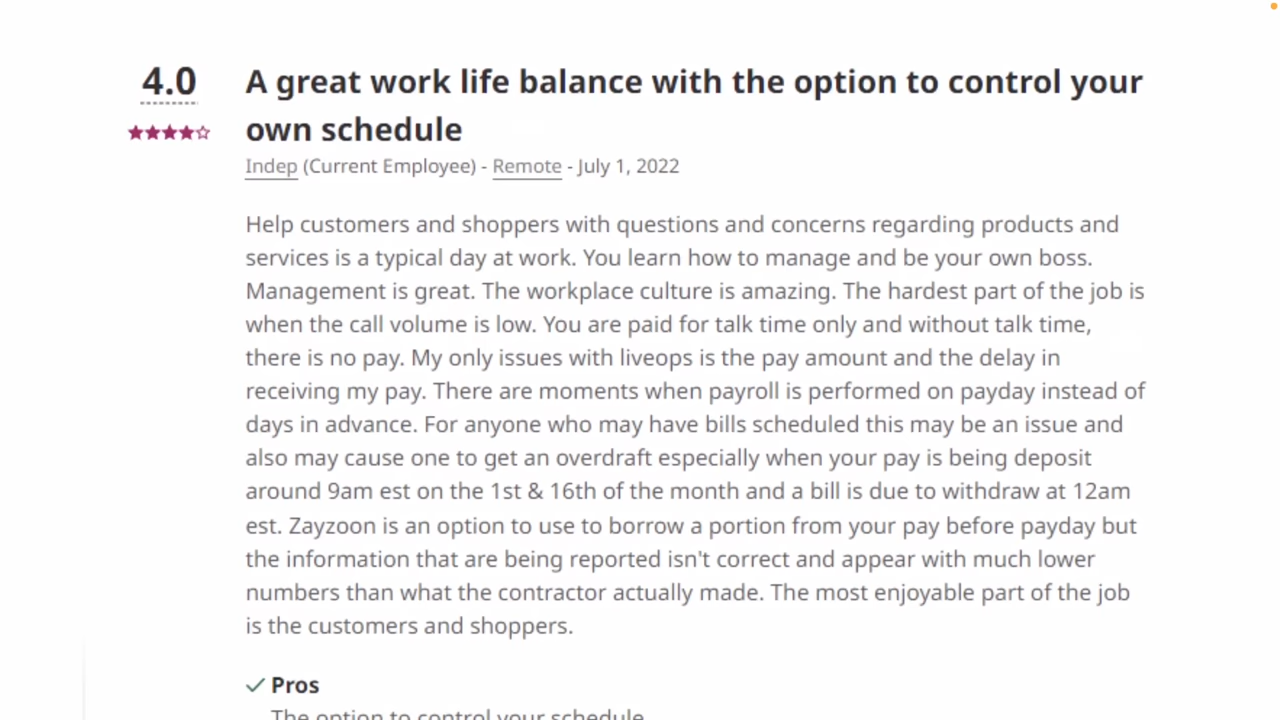 4.0
A great work life balance with the option to control your
own schedule
Indep (Current Employee) - Remote - July 1, 2022
Help customers and shoppers with questions and concerns regarding products and
services is a typical day at work. You learn how to manage and be your own boss.
Management is great. The workplace culture is amazing. The hardest part of the job is
when the call volume is low. You are paid for talk time only and without talk time,
there is no pay. My only issues with liveops is the pay amount and the delay in
receiving my pay. There are moments when payroll is performed on payday instead of
days in advance. For anyone who may have bills scheduled this may be an issue and
also may cause one to get an overdraft especially when your pay is being deposit
around 9am est on the 1st & 16th of the month and a bill is due to withdraw at 12am
est. Zayzoon is an option to use to borrow a portion from your pay before payday but
the information that are being reported isn't correct and appear with much lower
numbers than what the contractor actually made. The most enjoyable part of the job
is the customers and shoppers.
Pros
The option to control your schedule